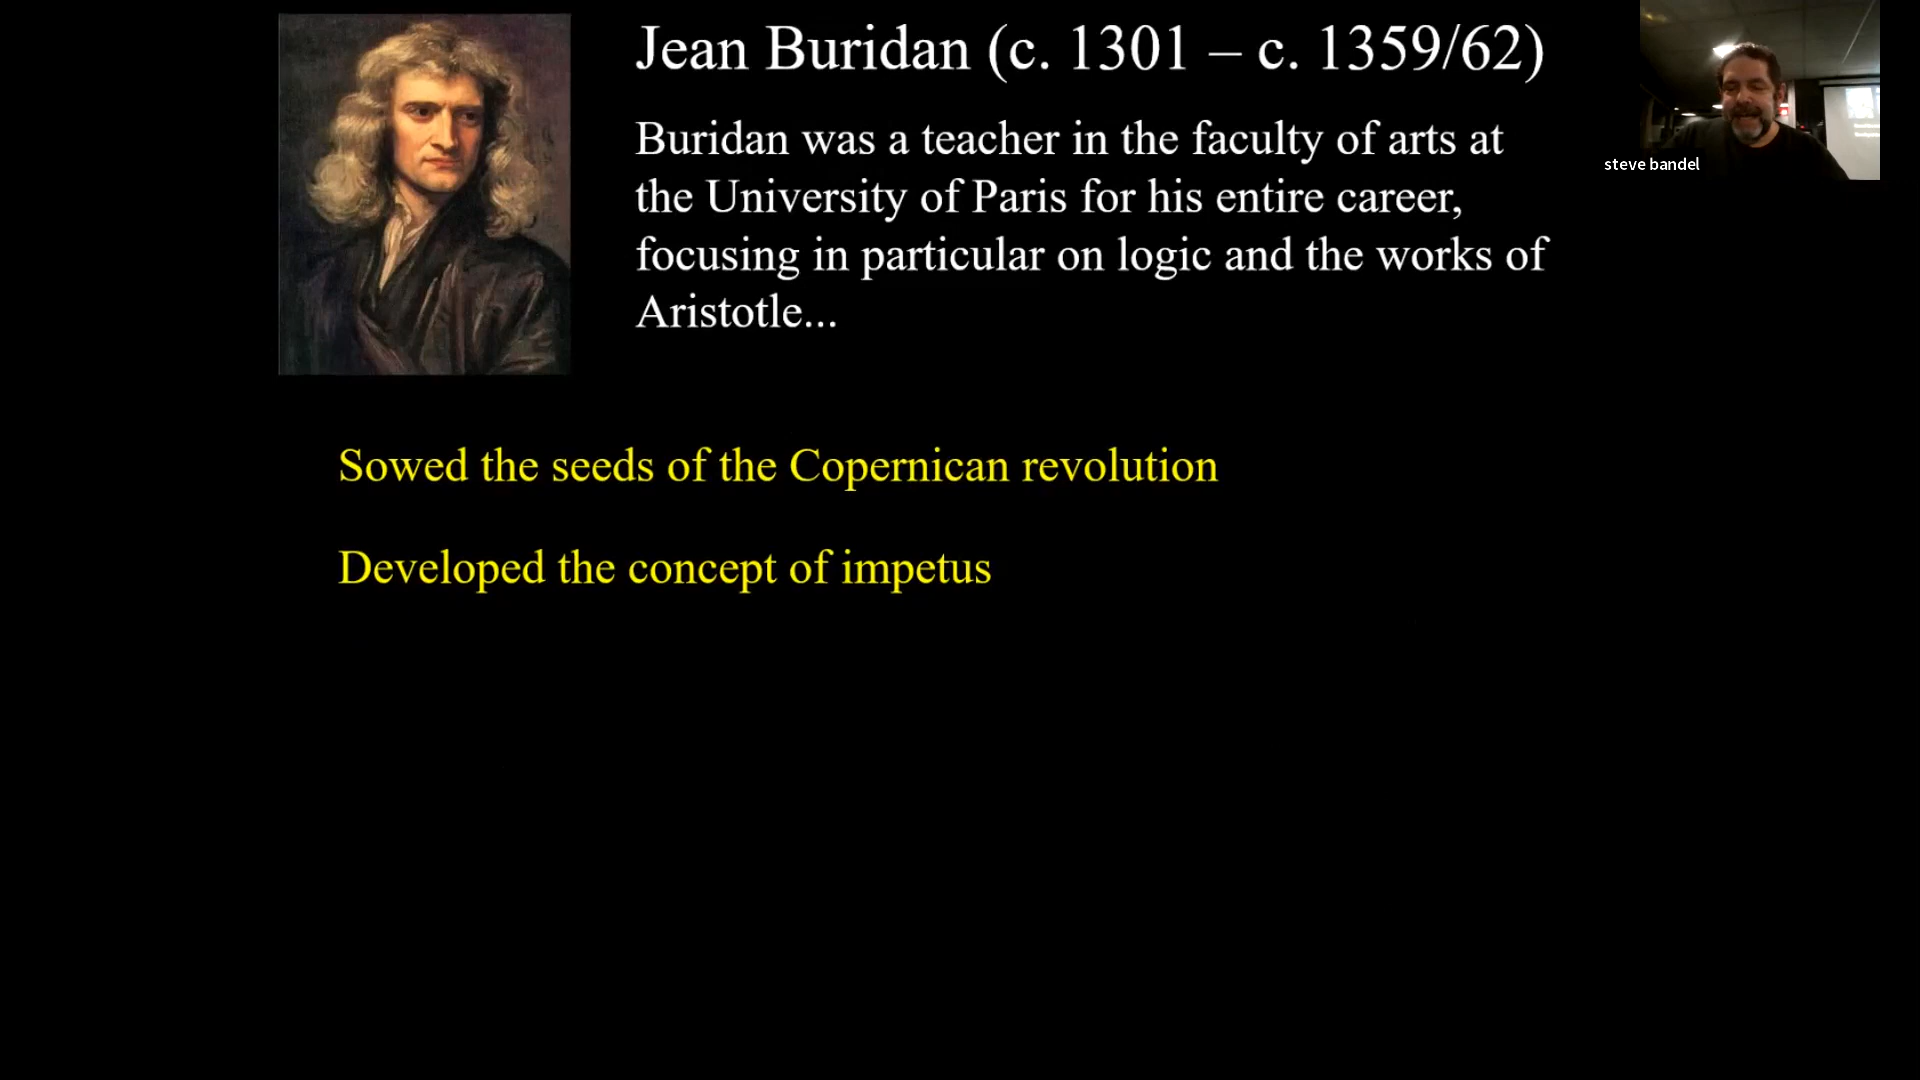 Jean Buridan (c. 1301 – c. 1359/62)
Buridan was a teacher in the faculty of arts at
the University of Paris for his entire career,
focusing in particular on logic and the works of
Aristotle...
steve bandel
Sowed the seeds of the Copernican revolution
Developed the concept of impetus